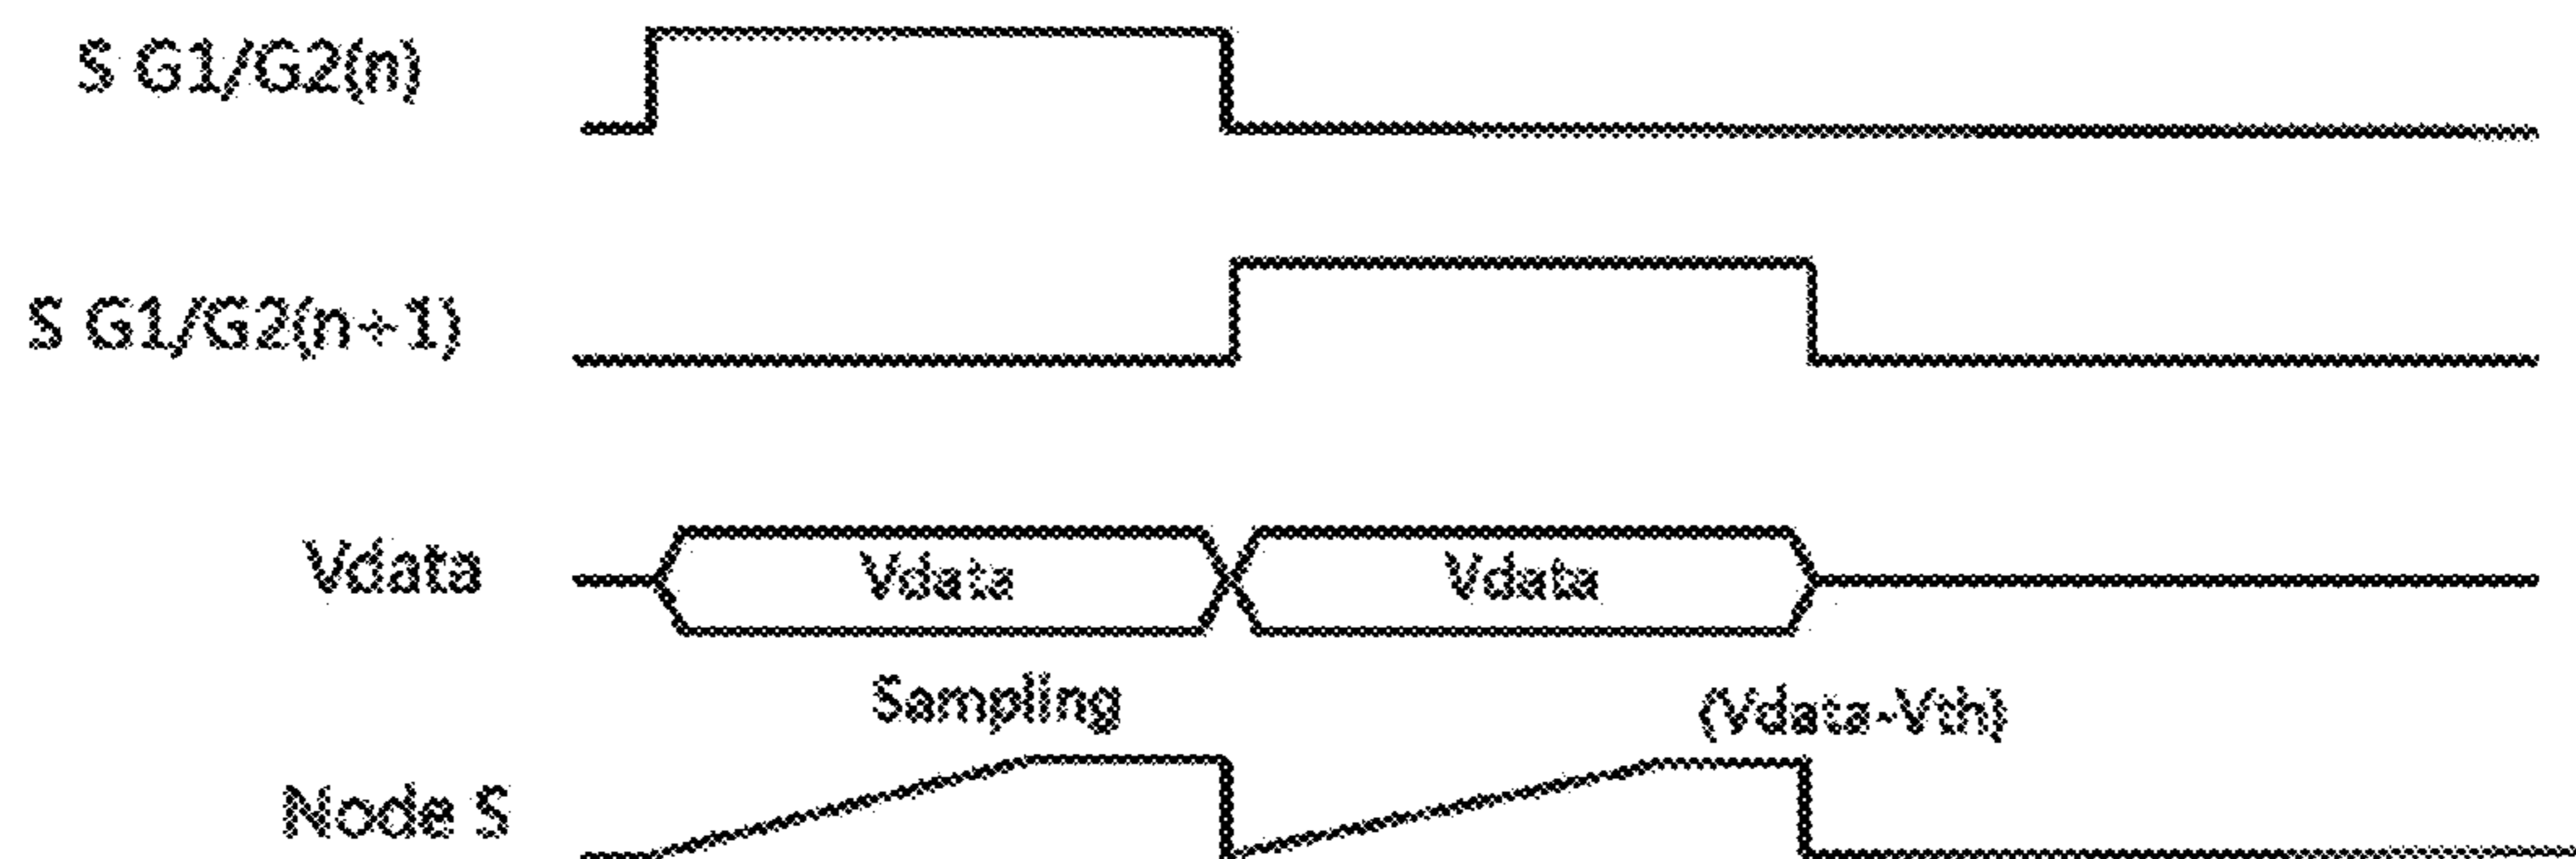 S G1/G2(n)
S G1/G2(n+1)
Vdata
Vdata
Vdata
Sampling
(Vdata-Vth)
Node S